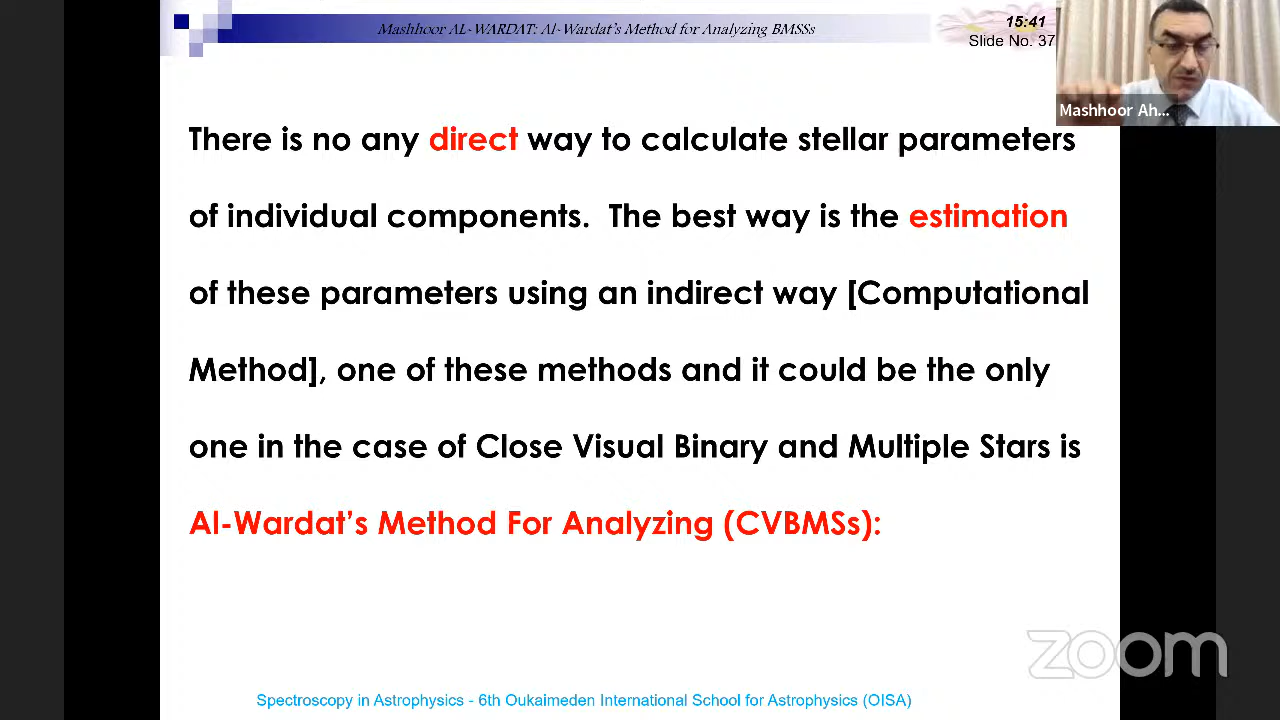 Mashhoor AL-WARDAT: Al-Wardat's Method for Analyzing BMSSs
15:41
Slide No. 37
Mashhoor Ah...
There is no any direct way to calculate stellar parameters
of individual components. The best way is the estimation
of these parameters using an indirect way [Computational
Method], one of these methods and it could be the only
one in the case of Close Visual Binary and Multiple Stars is
Al-Wardat's Method For Analyzing (CVBMSs):
zoom
Spectroscopy in Astrophysics - 6th Oukaimeden International School for Astrophysics (OISA)